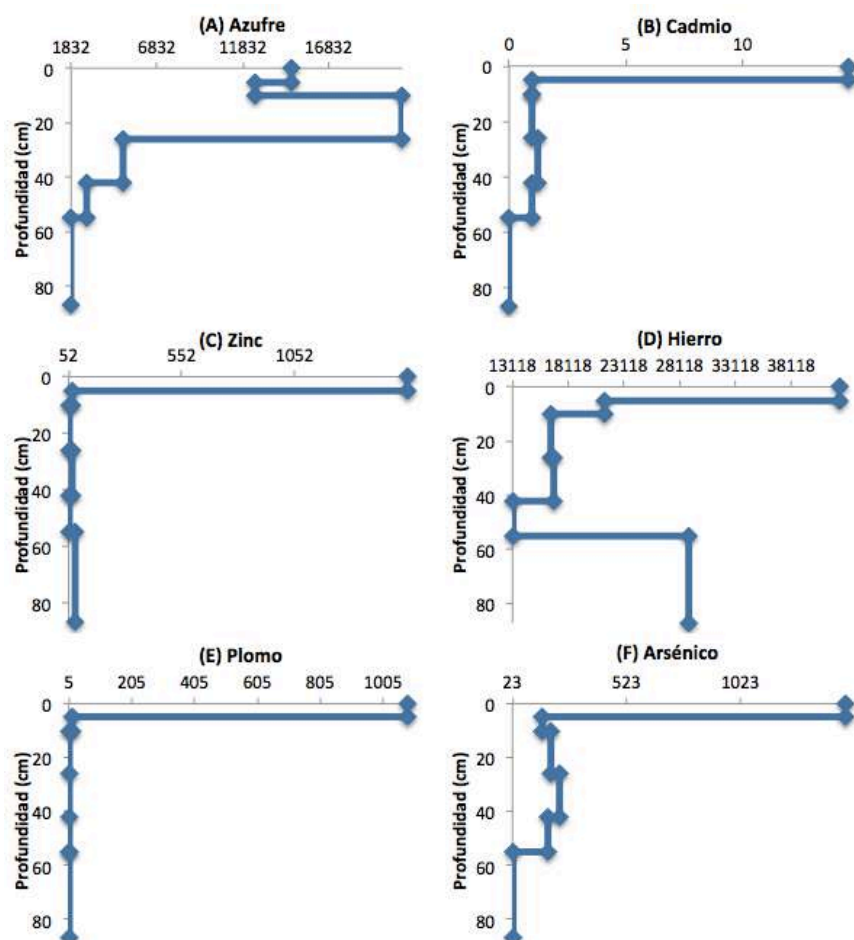 (A) Azufre
1832 6832 11832 16832
0
20
40
60
80
Profundidad (cm)
(B) Cadmio
0 5 10
0
20
40
60
80
Profundidad (cm)
(C) Zinc
52 552 1052
0
20
40
60
80
Profundidad (cm)
(D) Hierro
13118 18118 23118 28118 33118 38118
0
20
40
60
80
Profundidad (cm)
(E) Plomo
5 205 405 605 805 1005
0
20
40
60
80
Profundidad (cm)
(F) Arsénico
23 523 1023
0
20
40
60
80
Profundidad (cm)